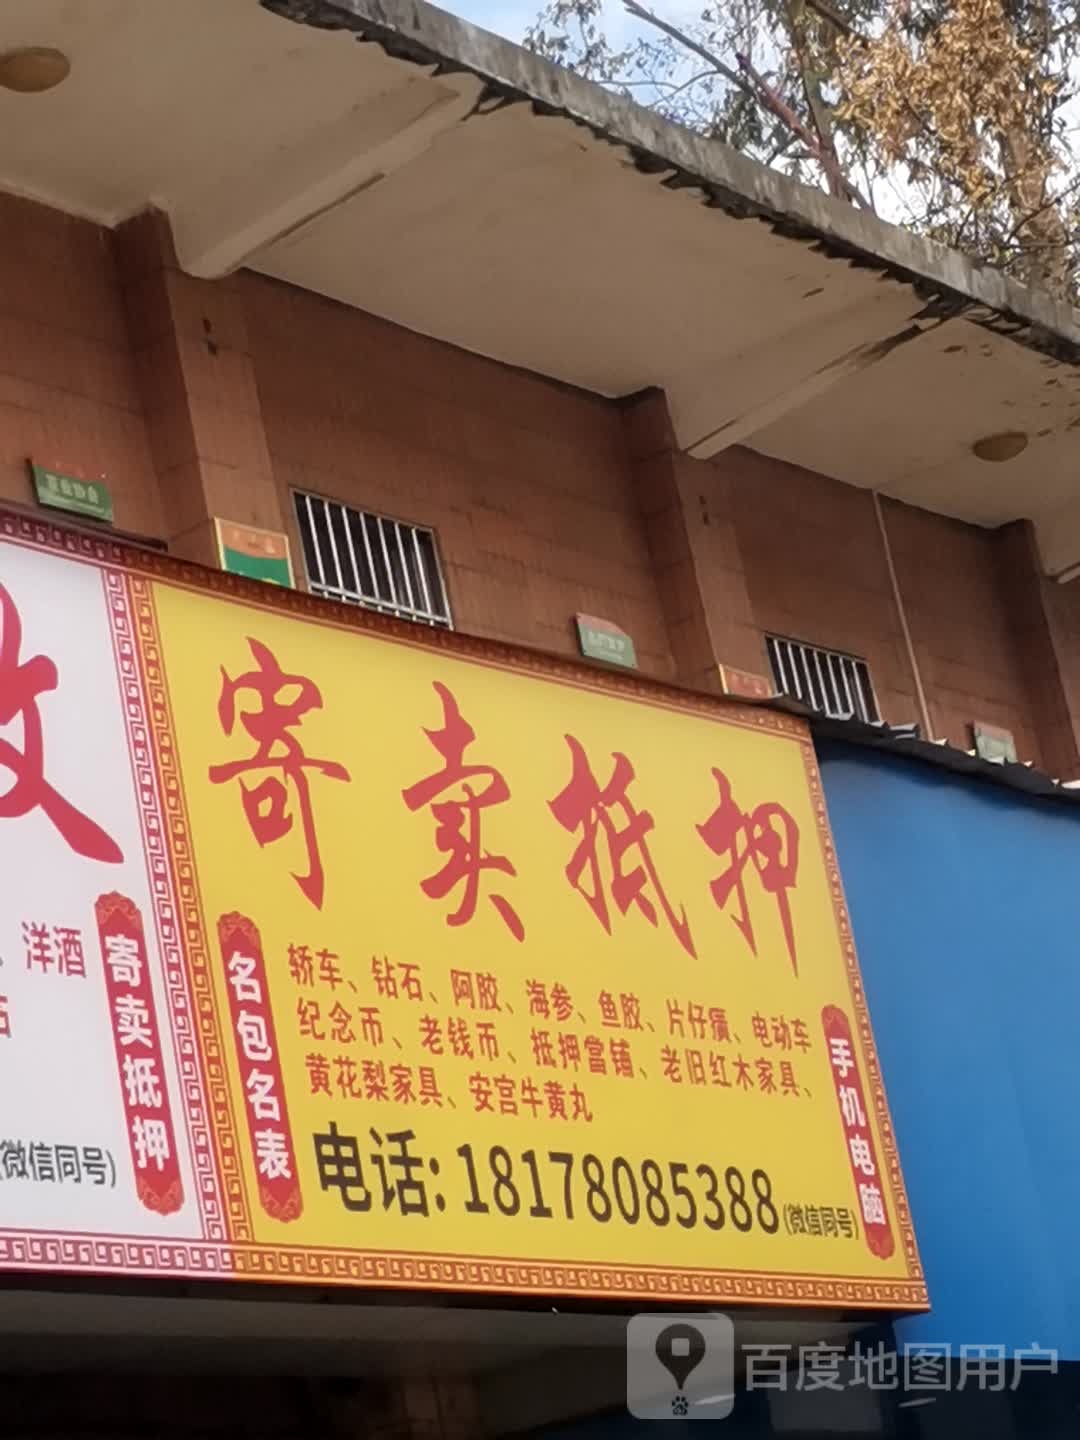 寄卖抵押
轿车、钻石、阿胶、海参、鱼胶、片仔癀、电动车
纪念币、老钱币、抵押當铺、老旧红木家具、
黄花梨家具、安宫牛黄丸
电话: 18178085388(微信同号)
名包名表
手机电脑
寄卖抵押
、洋酒
石
(微信同号)
百度地图用户